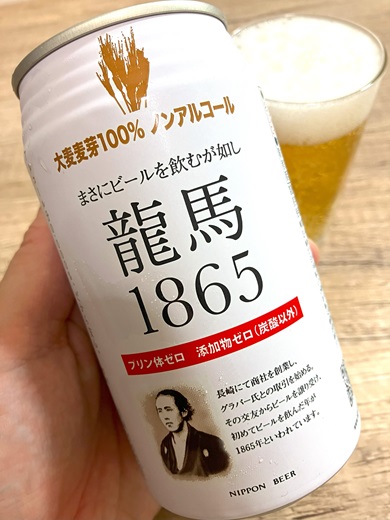 大麦麦芽100% ノンアルコール
まさにビールを飲むが如し
龍馬
1865
プリン体ゼロ 添加物ゼロ(炭酸以外)
長崎にて商社を創業し、
グラバー氏との取引を始める。
その交友からビールを譲り受け、
初めてビールを飲んだ年が
1865年といわれています。
NIPPON BEER